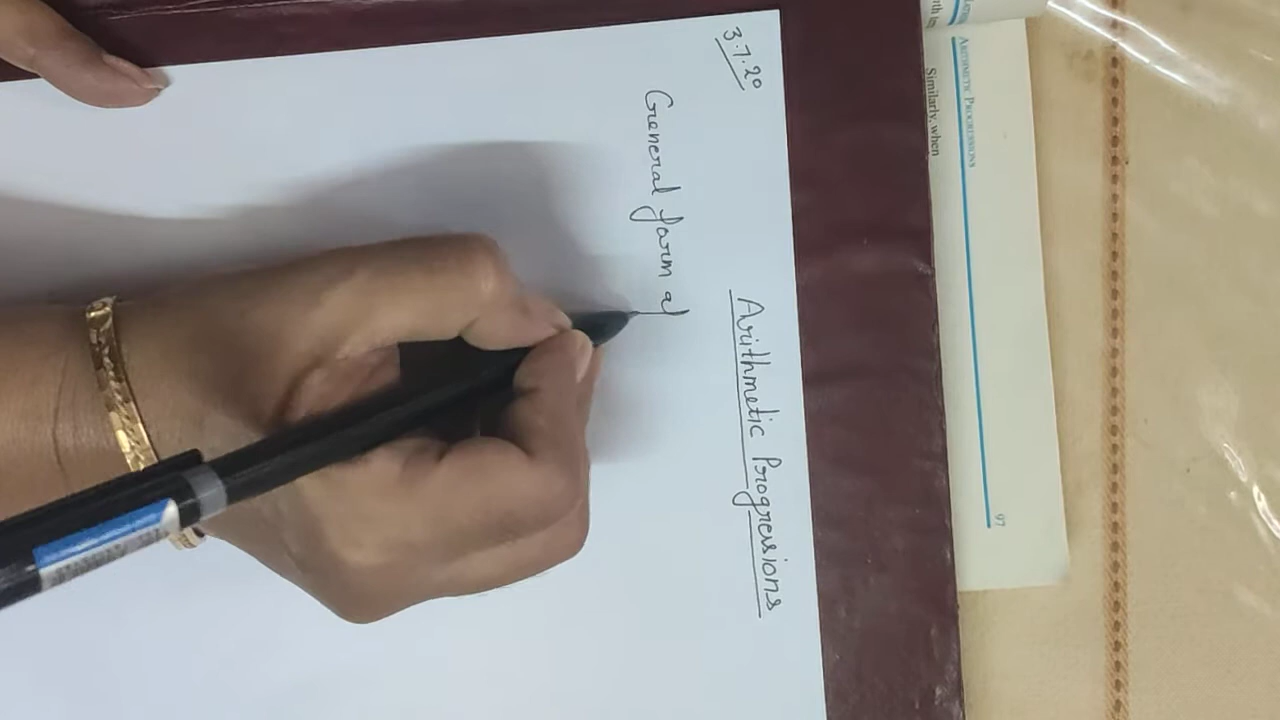 3.7.20
Arithmetic Progressions
General form of
ARITHMETIC PROGRESSIONS
97
Similarly, when